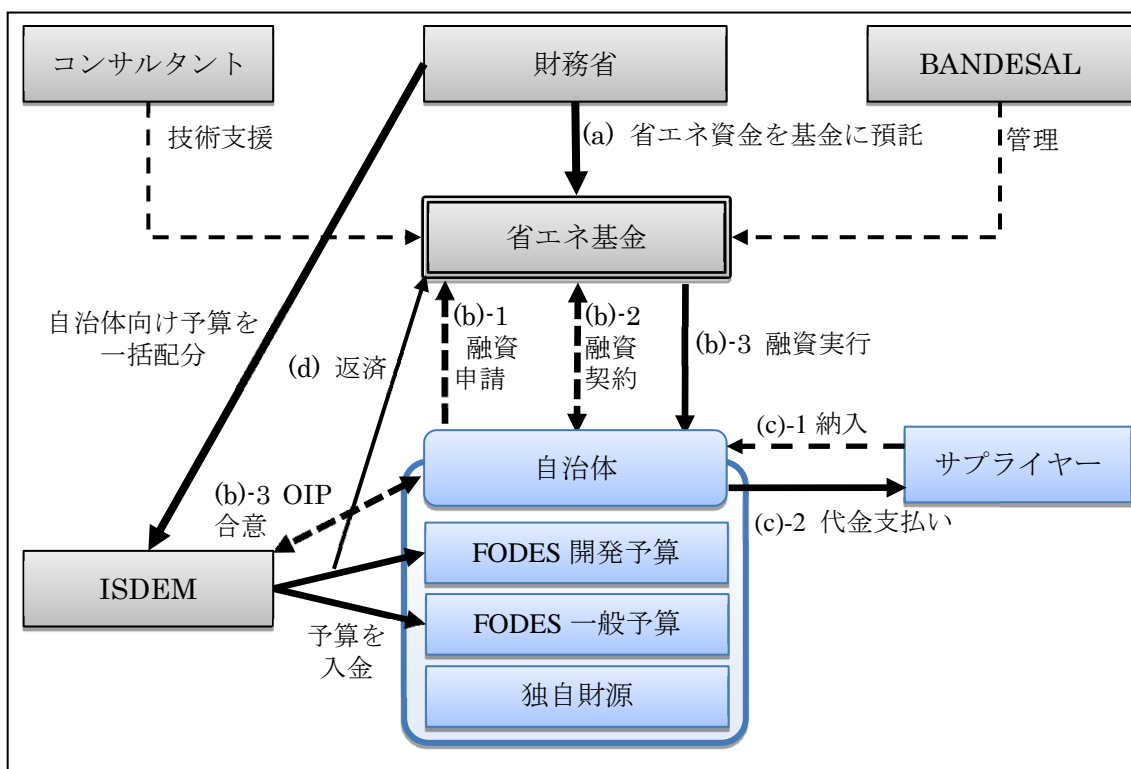 コンサルタント
財務省
BANDESAL
技術支援
(a) 省エネ資金を基金に預託
管理
省エネ基金
自治体向け予算を
一括配分
(d) 返済
(b)-1
融資
申請
(b)-2
融資
契約
(b)-3 融資実行
(c)-1 納入
自治体
サプライヤー
(b)-3 OIP
合意
(c)-2 代金支払い
ISDEM
FODES 開発予算
FODES 一般予算
予算を
入金
独自財源